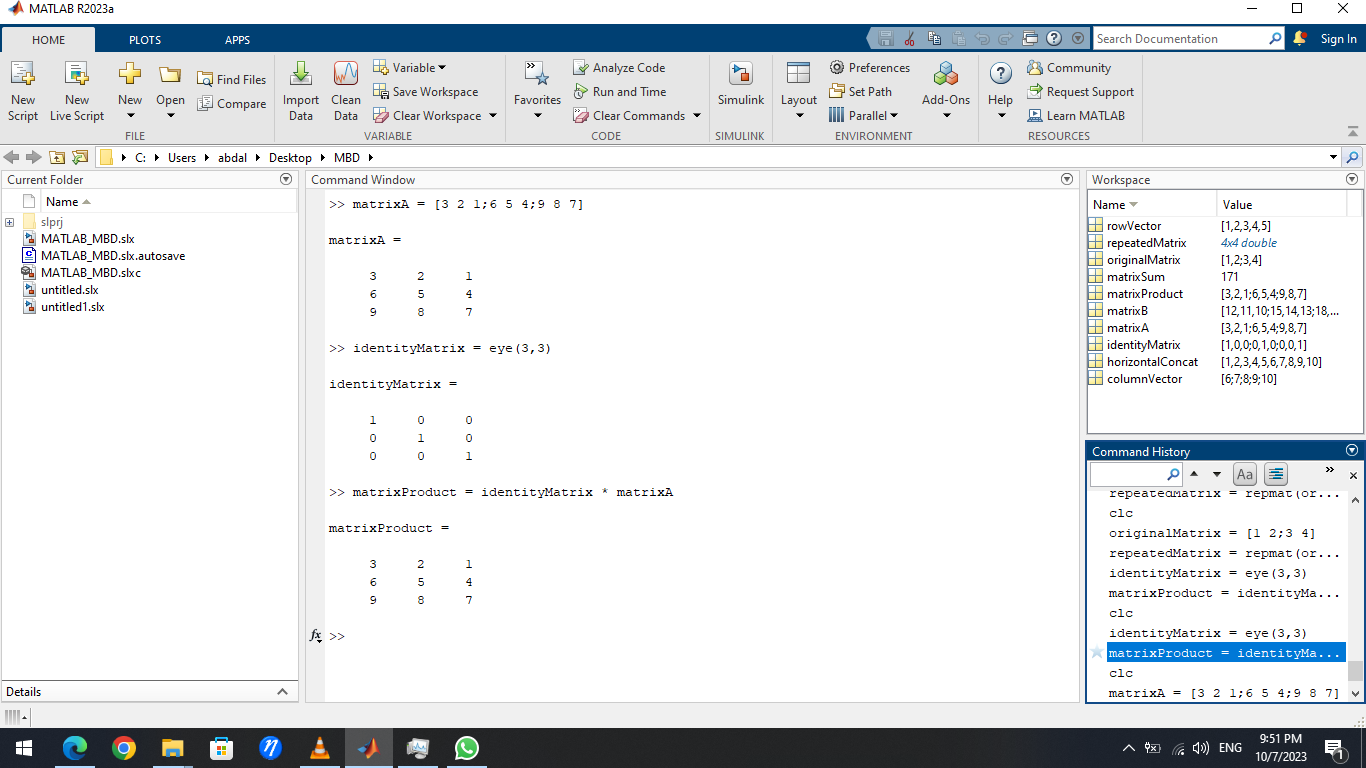 MATLAB R2023a
HOME PLOTS APPS
Search Documentation Sign In
New Script
New Live Script
New
Open
Find Files
Compare
FILE
Import Data
Clean Data
Variable
Save Workspace
Clear Workspace
VARIABLE
Favorites
Analyze Code
Run and Time
Clear Commands
CODE
Simulink
SIMULINK
Layout
Preferences
Set Path
Parallel
Add-Ons
ENVIRONMENT
Help
Community
Request Support
Learn MATLAB
RESOURCES
C: Users abdal Desktop MBD
Current Folder
Name
slprj
MATLAB_MBD.slx
MATLAB_MBD.slx.autosave
MATLAB_MBD.slxc
untitled.slx
untitled1.slx
Details
Command Window
>> matrixA = [3 2 1;6 5 4;9 8 7]
matrixA =
3 2 1
6 5 4
9 8 7
>> identityMatrix = eye(3,3)
identityMatrix =
1 0 0
0 1 0
0 0 1
>> matrixProduct = identityMatrix * matrixA
matrixProduct =
3 2 1
6 5 4
9 8 7
fx >>
Workspace
Name Value
rowVector [1,2,3,4,5]
repeatedMatrix 4x4 double
originalMatrix [1,2;3,4]
matrixSum 171
matrixProduct [3,2,1;6,5,4;9,8,7]
matrixB [12,11,10;15,14,13;18,...
matrixA [3,2,1;6,5,4;9,8,7]
identityMatrix [1,0,0;0,1,0;0,0,1]
horizontalConcat [1,2,3,4,5,6,7,8,9,10]
columnVector [6;7;8;9;10]
Command History
Aa
repeatedMatrix = repmat(or...
clc
originalMatrix = [1 2;3 4]
repeatedMatrix = repmat(or...
identityMatrix = eye(3,3)
matrixProduct = identityMa...
clc
identityMatrix = eye(3,3)
matrixProduct = identityMa...
clc
matrixA = [3 2 1;6 5 4;9 8 7]
ENG
9:51 PM
10/7/2023
1